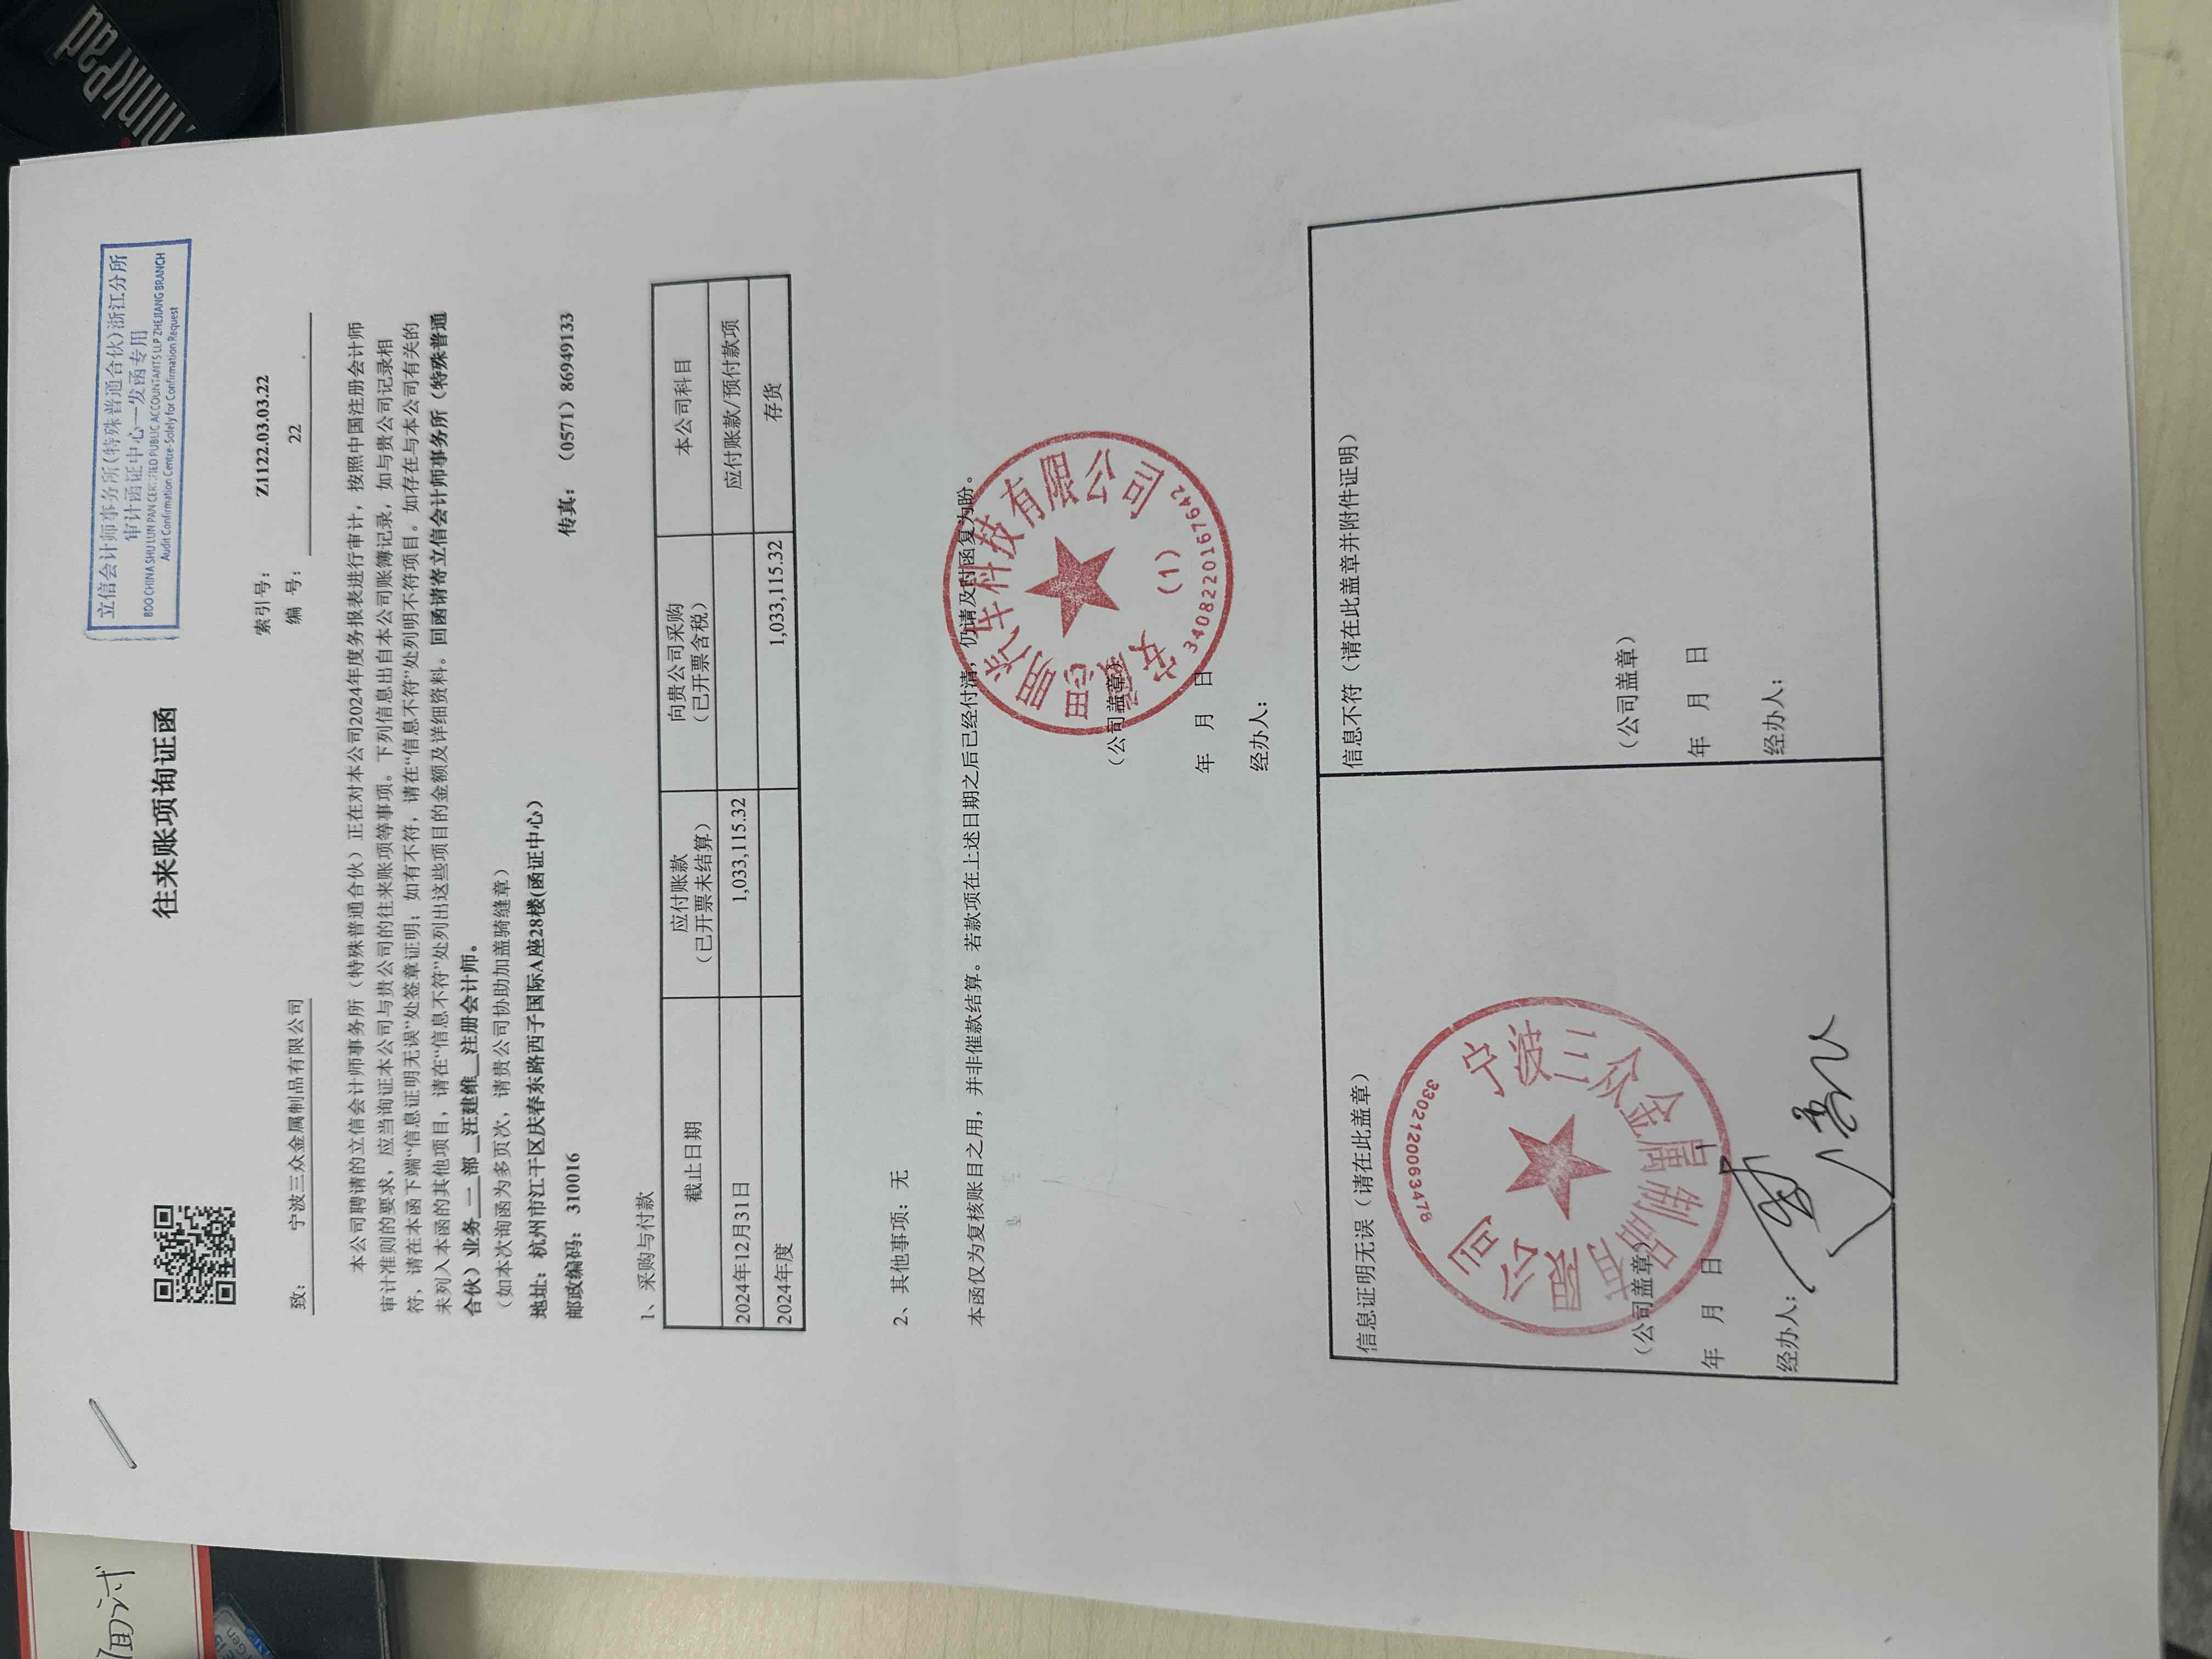 面讨
hinkPad
Gen
立信会计师事务所(特殊普通合伙)浙江分所
审计函证中心—发函专用
BDO CHINA SHU LUN PAN CERTIFIED PUBLIC ACCOUNTANTS LLP ZHEJIANG BRANCH
Audit Confirmation Centre-Solely for Confirmation Request
往来账项询证函
索引号： Z1122.03.03.22
致： 宁波三众金属制品有限公司
编 号： 22
本公司聘请的立信会计师事务所（特殊普通合伙）正在对本公司2024年度务报表进行审计，按照中国注册会计师
审计准则的要求，应当询证本公司与贵公司的往来账项等事项。下列信息出自本公司账簿记录，如与贵公司记录相
符，请在本函下端“信息证明无误”处签章证明；如有不符，请在“信息不符”处列明不符项目。如存在与本公司有关的
未列入本函的其他项目，请在“信息不符”处列出这些项目的金额及详细资料。回函请寄立信会计师事务所（特殊普通
合伙）业务__一__部__汪建维__注册会计师。
（如本次询函为多页次，请贵公司协助加盖骑缝章）
地址：杭州市江干区庆春东路西子国际A座28楼(函证中心）
邮政编码： 310016 传真：（0571）86949133
1、采购与付款
截止日期 应付账款（已开票未结算） 向贵公司采购（已开票含税） 本公司科目
2024年12月31日 1,033,115.32 应付账款/预付款项
2024年度 1,033,115.32 存货
2、其他事项：无
本函仅为复核账目之用，并非催款结算。若款项在上述日期之后已经付清，仍请及时函复为盼。
安徽思明汽车科技有限公司
（1）
3408220167642
（公司盖章）
年 月 日
经办人：
信息证明无误（请在此盖章）
3302120063478
宁波三众金属制品有限公司
（公司盖章）
年 月 日
经办人：
信息不符（请在此盖章并附件证明）
（公司盖章）
年 月 日
经办人：